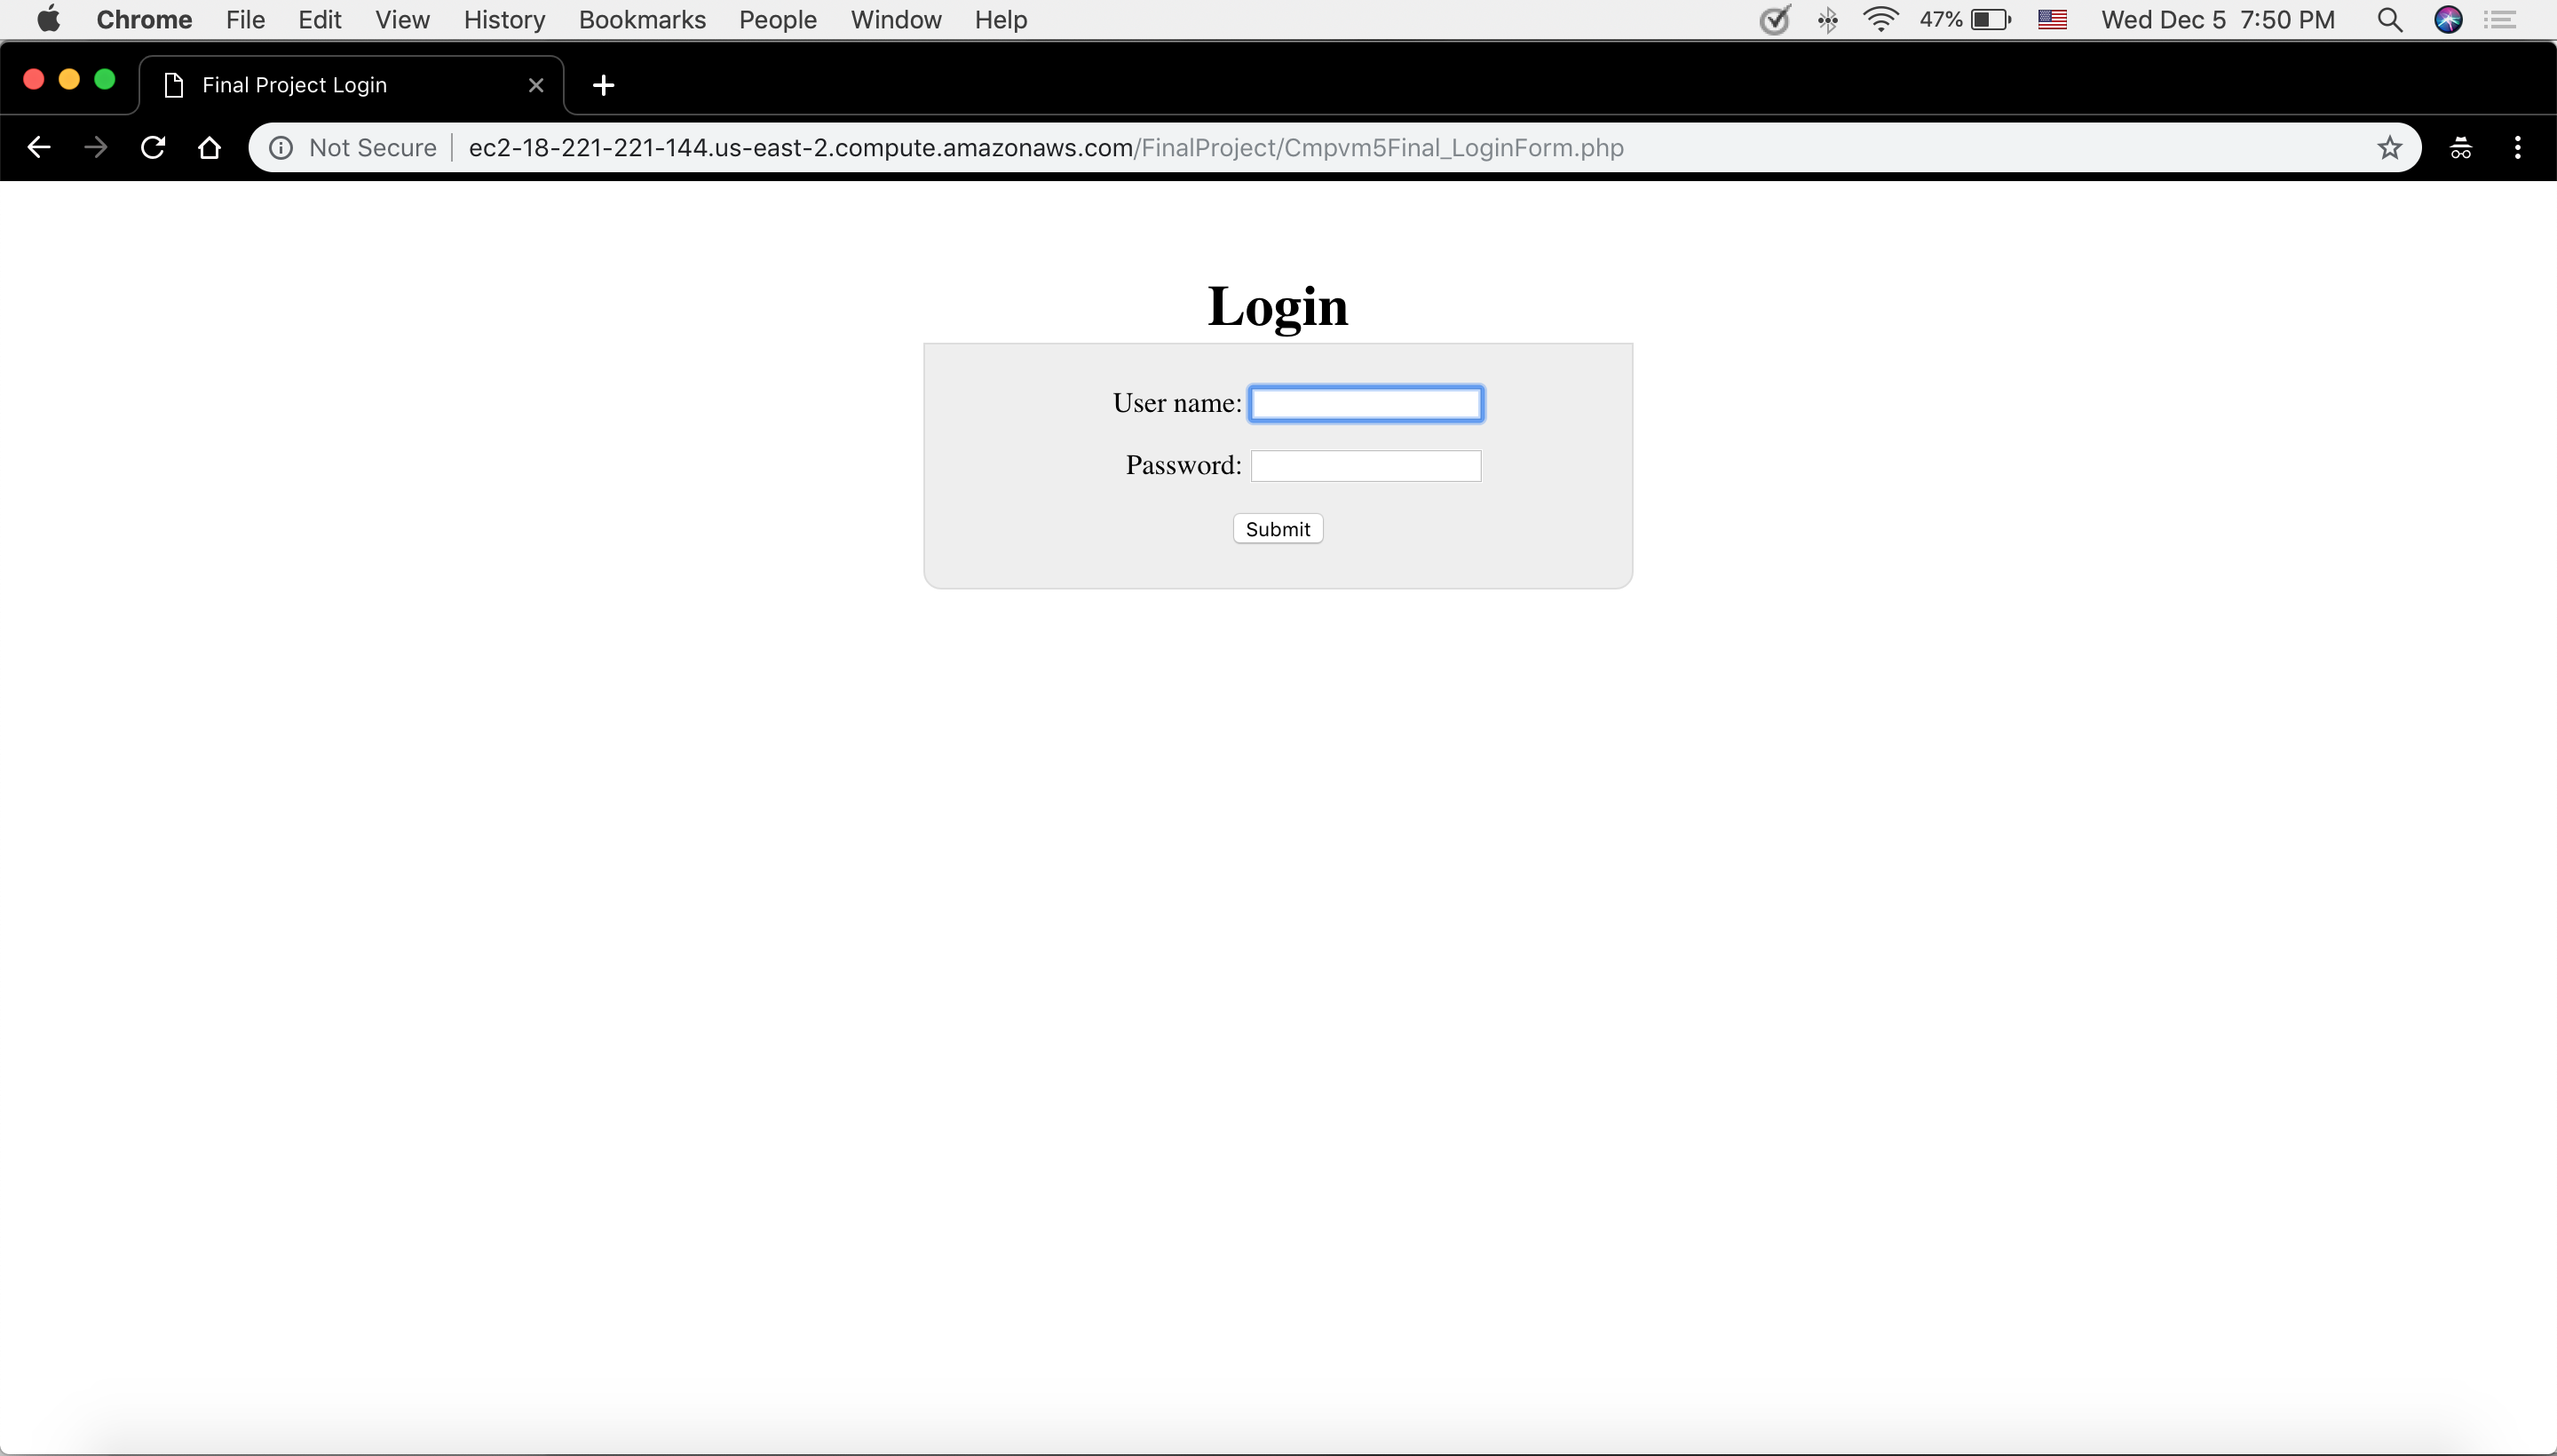 Chrome File Edit View History Bookmarks People Window Help 47% Wed Dec 5 7:50 PM
Final Project Login
Not Secure ec2-18-221-221-144.us-east-2.compute.amazonaws.com/FinalProject/Cmpvm5Final_LoginForm.php
Login
User name:
Password:
Submit